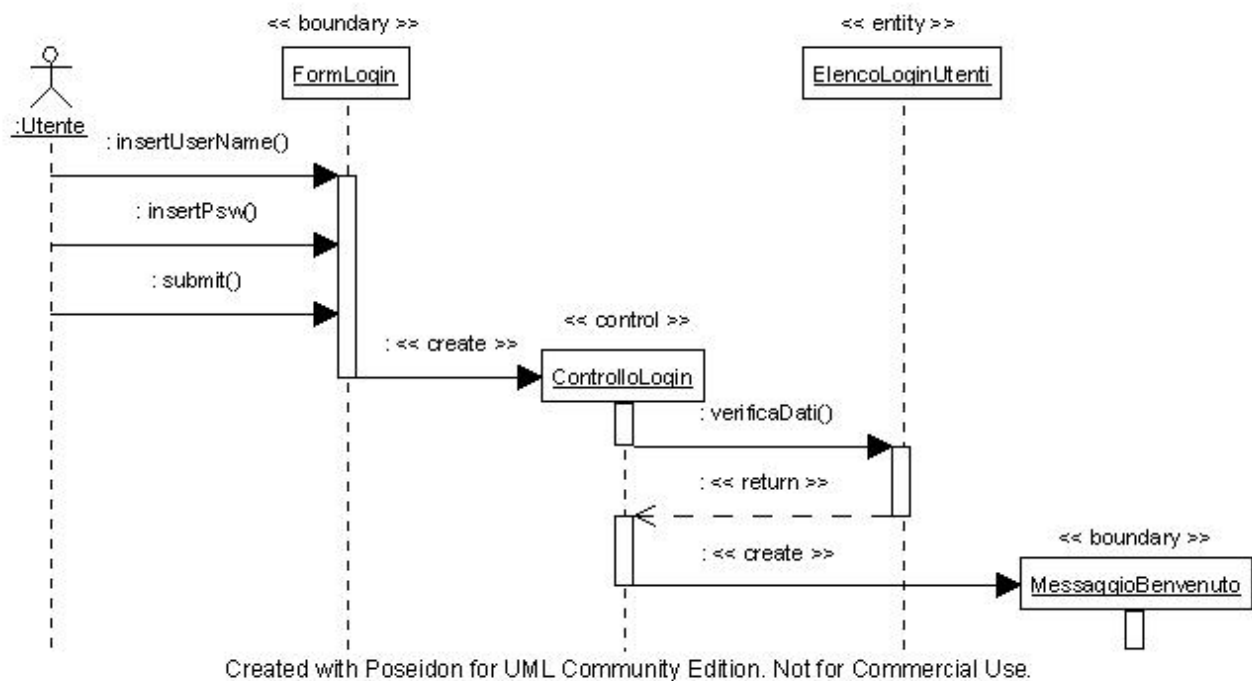 << boundary >>
<< entity >>
FormLogin
ElencoLoginUtenti
:Utente
: insertUserName()
: insertPsw()
: submit()
<< control >>
: << create >>
ControlloLogin
: verificaDati()
: << return >>
<< boundary >>
: << create >>
MessaggioBenvenuto
Created with Poseidon for UML Community Edition. Not for Commercial Use.